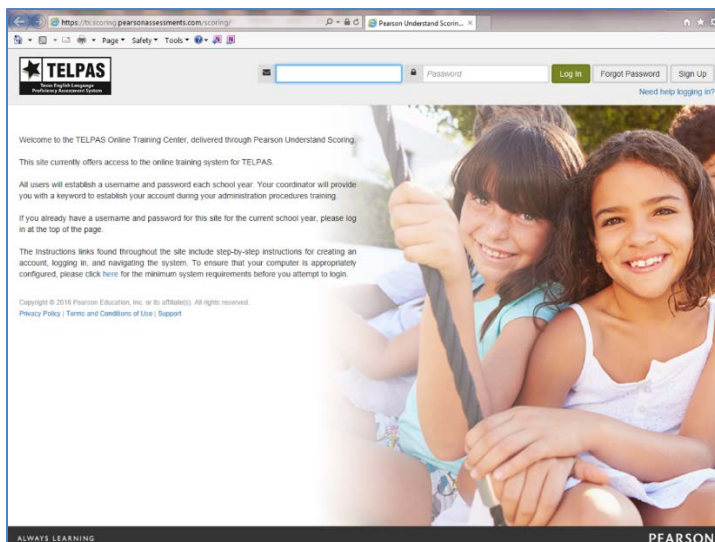 https://tx.scoring.pearsonassessments.com/scoring/
Pearson Understand Scorin...
Page Safety Tools
TELPAS
Texas English Language
Proficiency Assessment System
Password
Log In
Forgot Password
Sign Up
Need help logging in?
Welcome to the TELPAS Online Training Center, delivered through Pearson Understand Scoring.
This site currently offers access to the online training system for TELPAS.
All users will establish a username and password each school year. Your coordinator will provide
you with a keyword to establish your account during your administration procedures training.
If you already have a username and password for this site for the current school year, please log
in at the top of the page.
The Instructions links found throughout the site include step-by-step instructions for creating an
account, logging in, and navigating the system. To ensure that your computer is appropriately
configured, please click here for the minimum system requirements before you attempt to login.
Copyright © 2016 Pearson Education, Inc. or its affiliate(s). All rights reserved.
Privacy Policy | Terms and Conditions of Use | Support
ALWAYS LEARNING
PEARSON